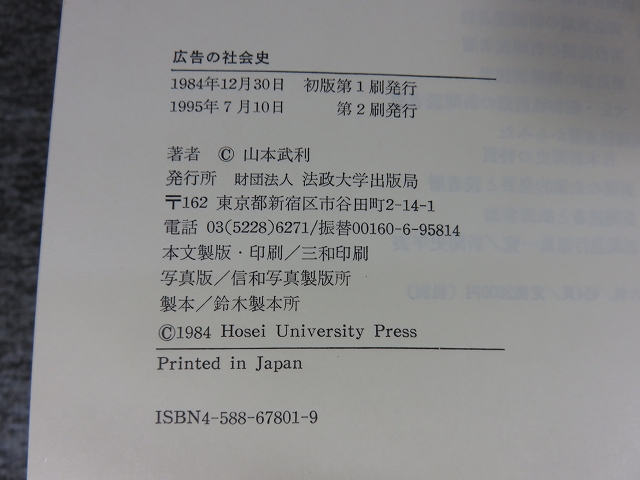 広告の社会史
1984年12月30日 初版第1刷発行
1995年7月10日 第2刷発行
著者 © 山本武利
発行所 財団法人 法政大学出版局
〒162 東京都新宿区市谷田町2-14-1
電話 03(5228)6271/振替00160-6-95814
本文製版・印刷/三和印刷
写真版/信和写真製版所
製本/鈴木製本所
©1984 Hosei University Press
Printed in Japan
ISBN4-588-67801-9